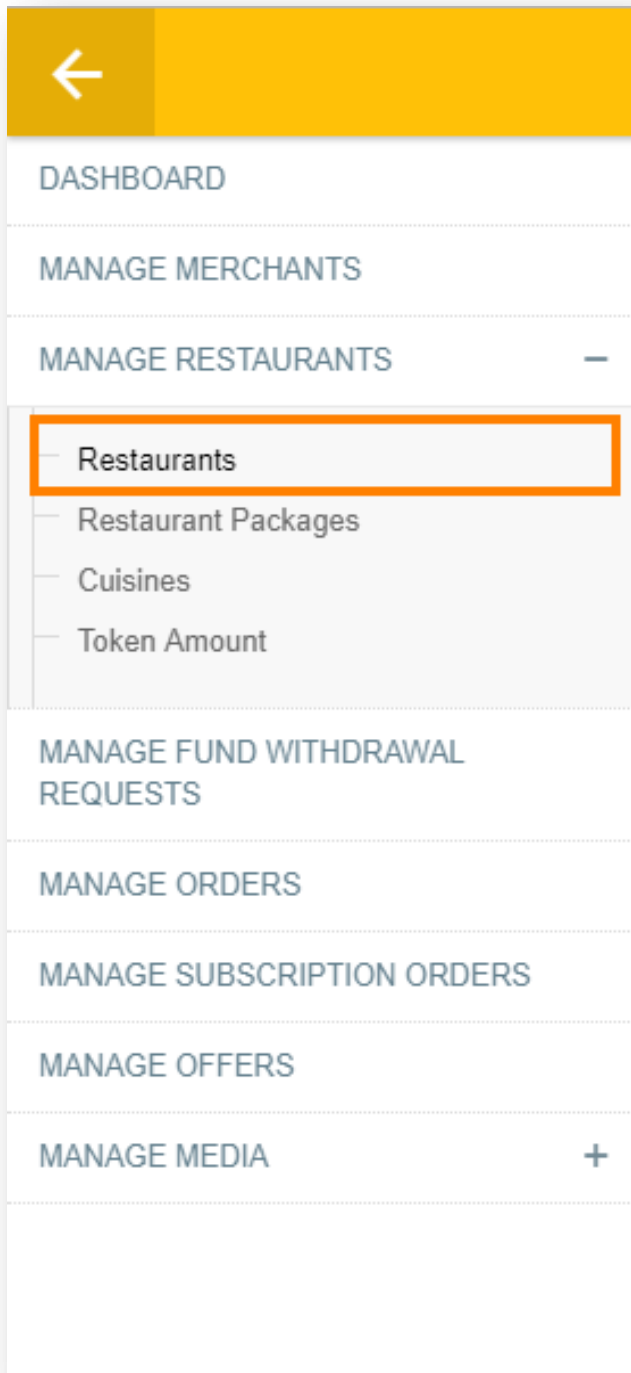 DASHBOARD
MANAGE MERCHANTS
MANAGE RESTAURANTS
Restaurants
Restaurant Packages
Cuisines
Token Amount
MANAGE FUND WITHDRAWAL
REQUESTS
MANAGE ORDERS
MANAGE SUBSCRIPTION ORDERS
MANAGE OFFERS
MANAGE MEDIA